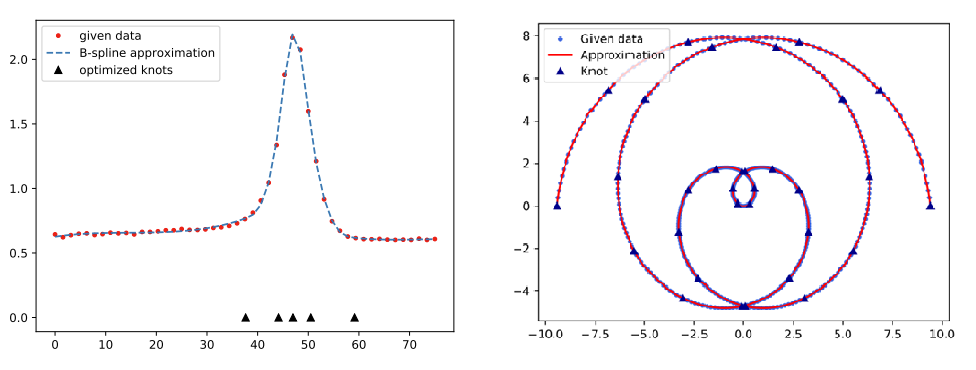 given data
B-spline approximation
optimized knots
2.0
1.5
1.0
0.5
0.0
0 10 20 30 40 50 60 70
Given data
Approximation
Knot
8
6
4
2
0
−2
−4
−10.0 −7.5 −5.0 −2.5 0.0 2.5 5.0 7.5 10.0